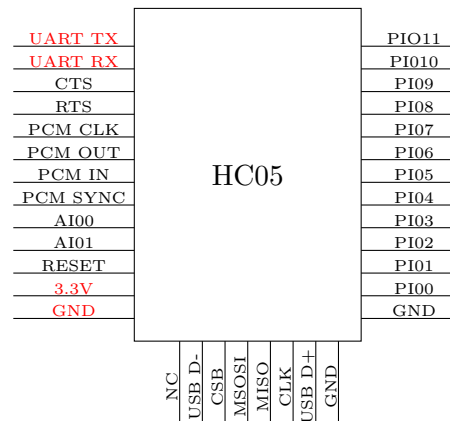 UART TX
UART RX
CTS
RTS
PCM CLK
PCM OUT
PCM IN
PCM SYNC
AI00
AI01
RESET
3.3V
GND
HC05
PIO11
PI010
PI09
PI08
PI07
PI06
PI05
PI04
PI03
PI02
PI01
PI00
GND
NC
USB D-
CSB
MSOSI
MISO
CLK
USB D+
GND